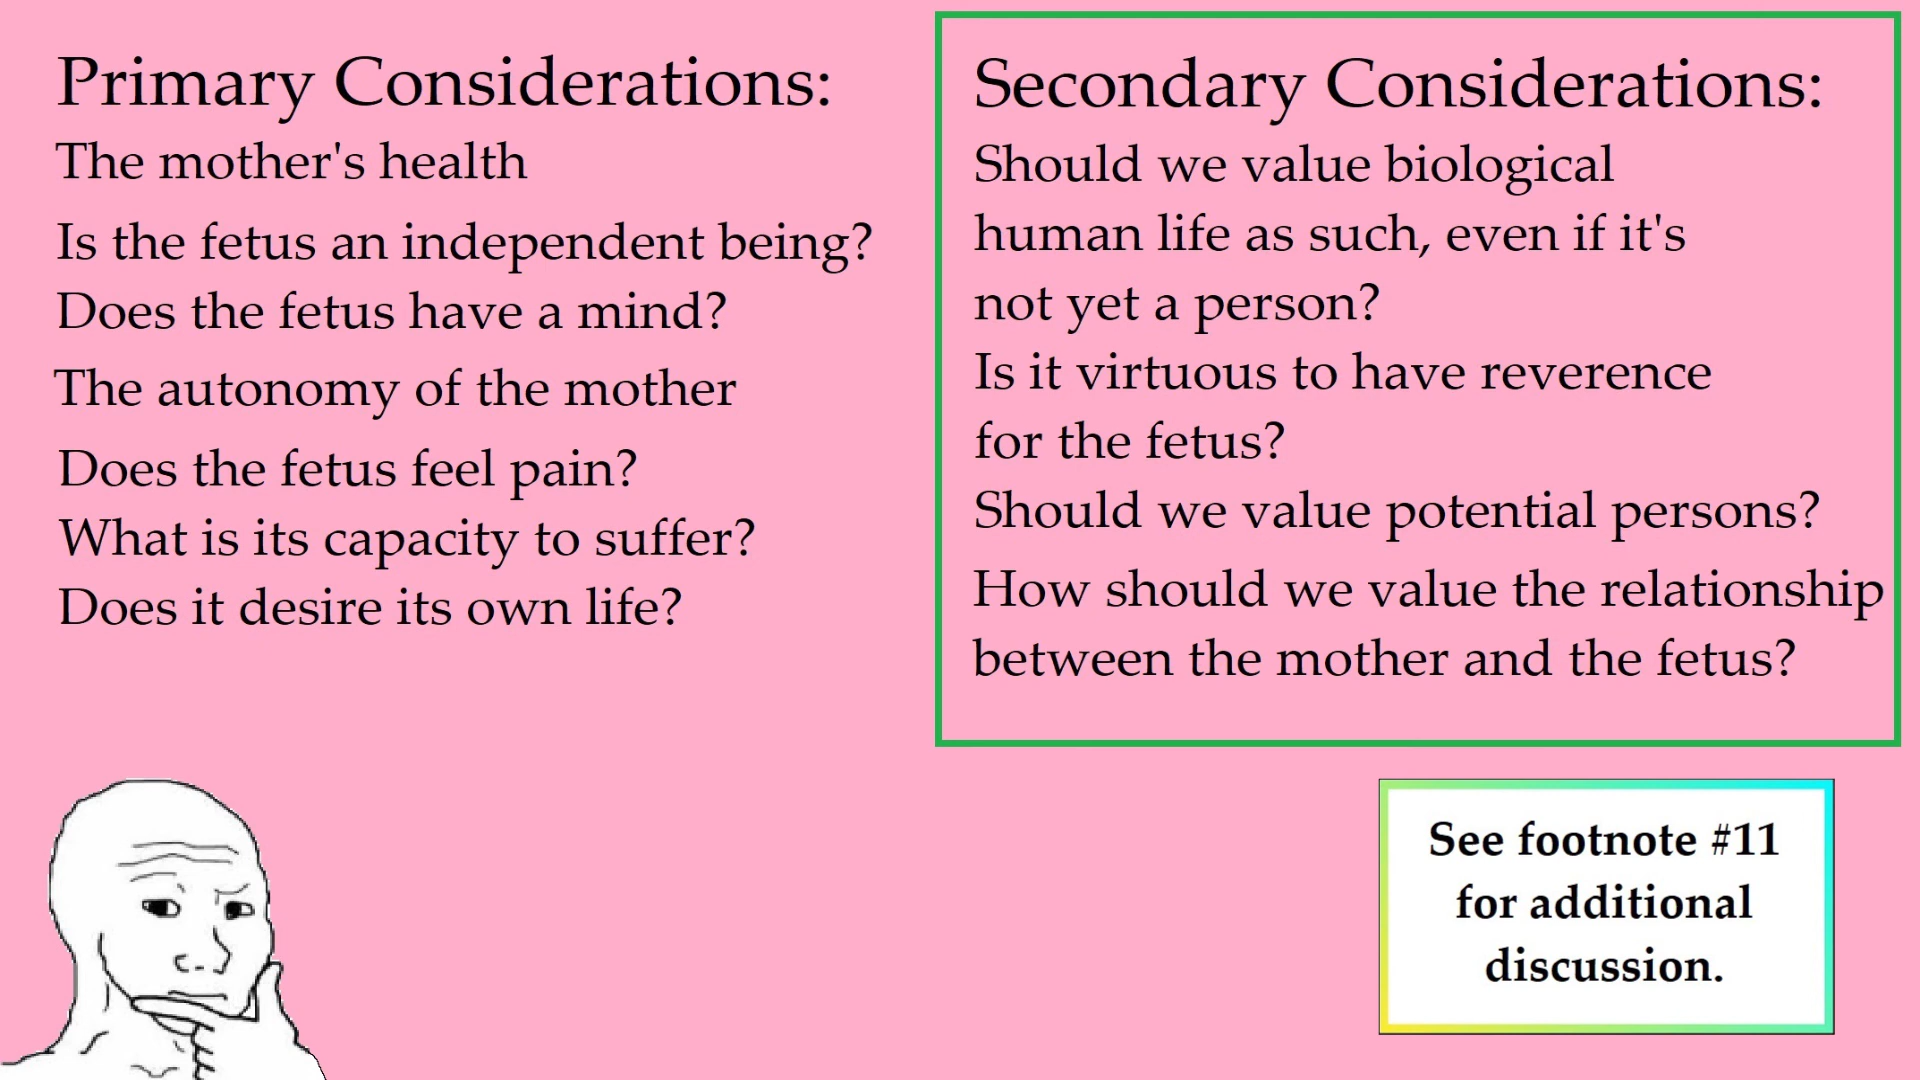 Primary Considerations:
The mother's health
Is the fetus an independent being?
Does the fetus have a mind?
The autonomy of the mother
Does the fetus feel pain?
What is its capacity to suffer?
Does it desire its own life?
Secondary Considerations:
Should we value biological
human life as such, even if it's
not yet a person?
Is it virtuous to have reverence
for the fetus?
Should we value potential persons?
How should we value the relationship
between the mother and the fetus?
See footnote #11
for additional
discussion.